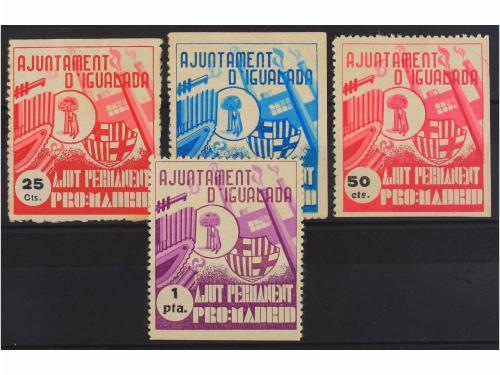 AJUNTAMENT
D'IGUALADA
25
Cts.
AJUT PERMANENT
PRO=MADRID
AJUNTAMENT
D'IGUALADA
AJUNTAMENT
D'IGUALADA
50
cts.
AJUT PERMANENT
PRO=MADRID
AJUNTAMENT
D'IGUALADA
1
pta.
AJUT PERMANENT
PRO=MADRID